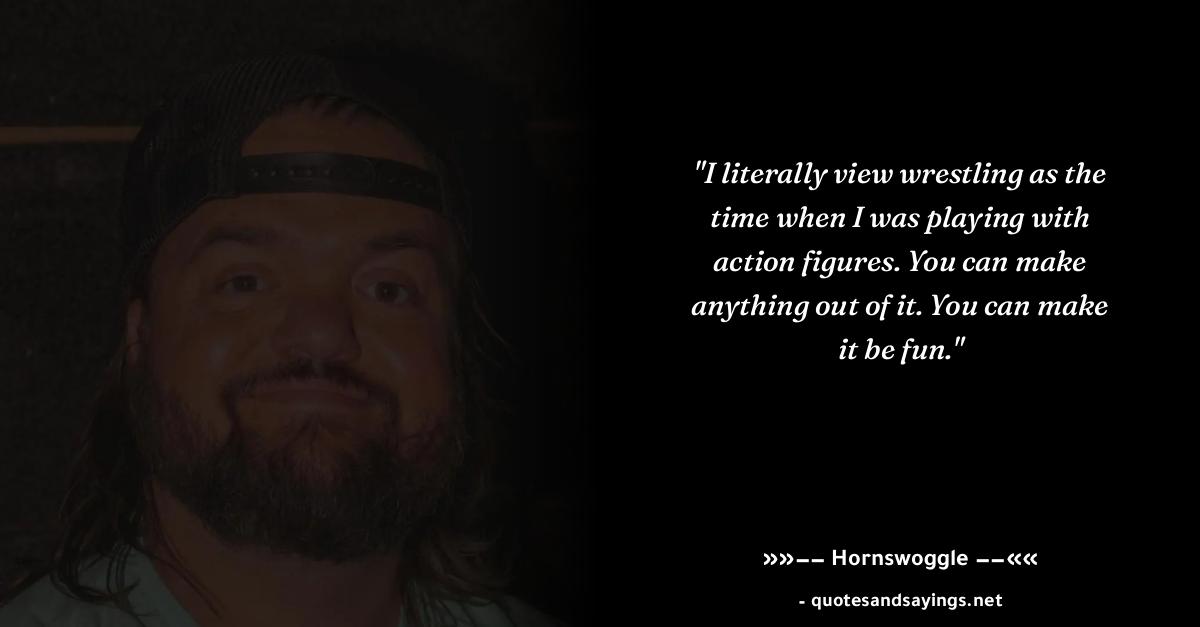 "I literally view wrestling as the
time when I was playing with
action figures. You can make
anything out of it. You can make
it be fun."
»»−− Hornswoggle −−««
- quotesandsayings.net